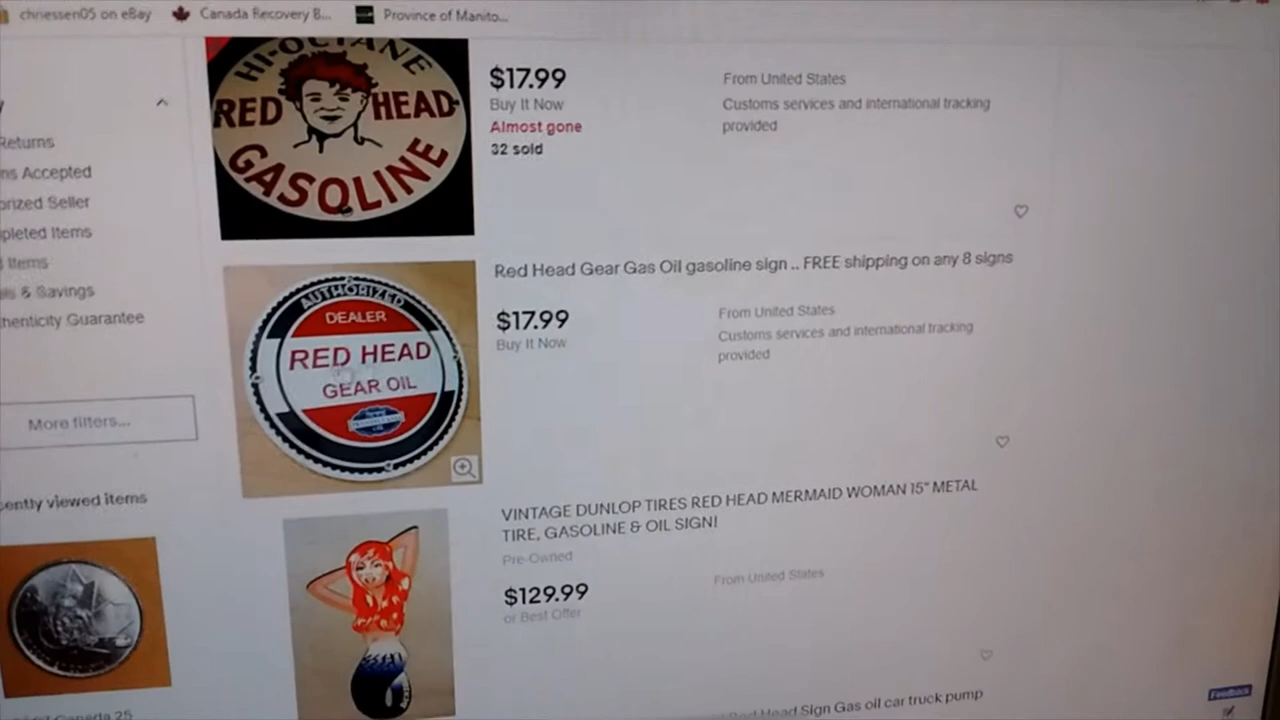 chriessen05 on eBay
Canada Recovery B...
Province of Manito...
Returns
Accepted
Seller
Items
Items
& Savings
Guarantee
More filters...
viewed items
Canada 25
HI-OCTANE
RED HEAD
GASOLINE
$17.99
Buy It Now
Almost gone
32 sold
From United States
Customs services and international tracking
provided
AUTHORIZED
DEALER
RED HEAD
GEAR OIL
Red Head Gear Gas Oil gasoline sign .. FREE shipping on any 8 signs
$17.99
Buy It Now
From United States
Customs services and international tracking
provided
VINTAGE DUNLOP TIRES RED HEAD MERMAID WOMAN 15" METAL
TIRE, GASOLINE & OIL SIGN!
Pre-Owned
$129.99
or Best Offer
From United States
Head Sign Gas oil car truck pump
Feedback